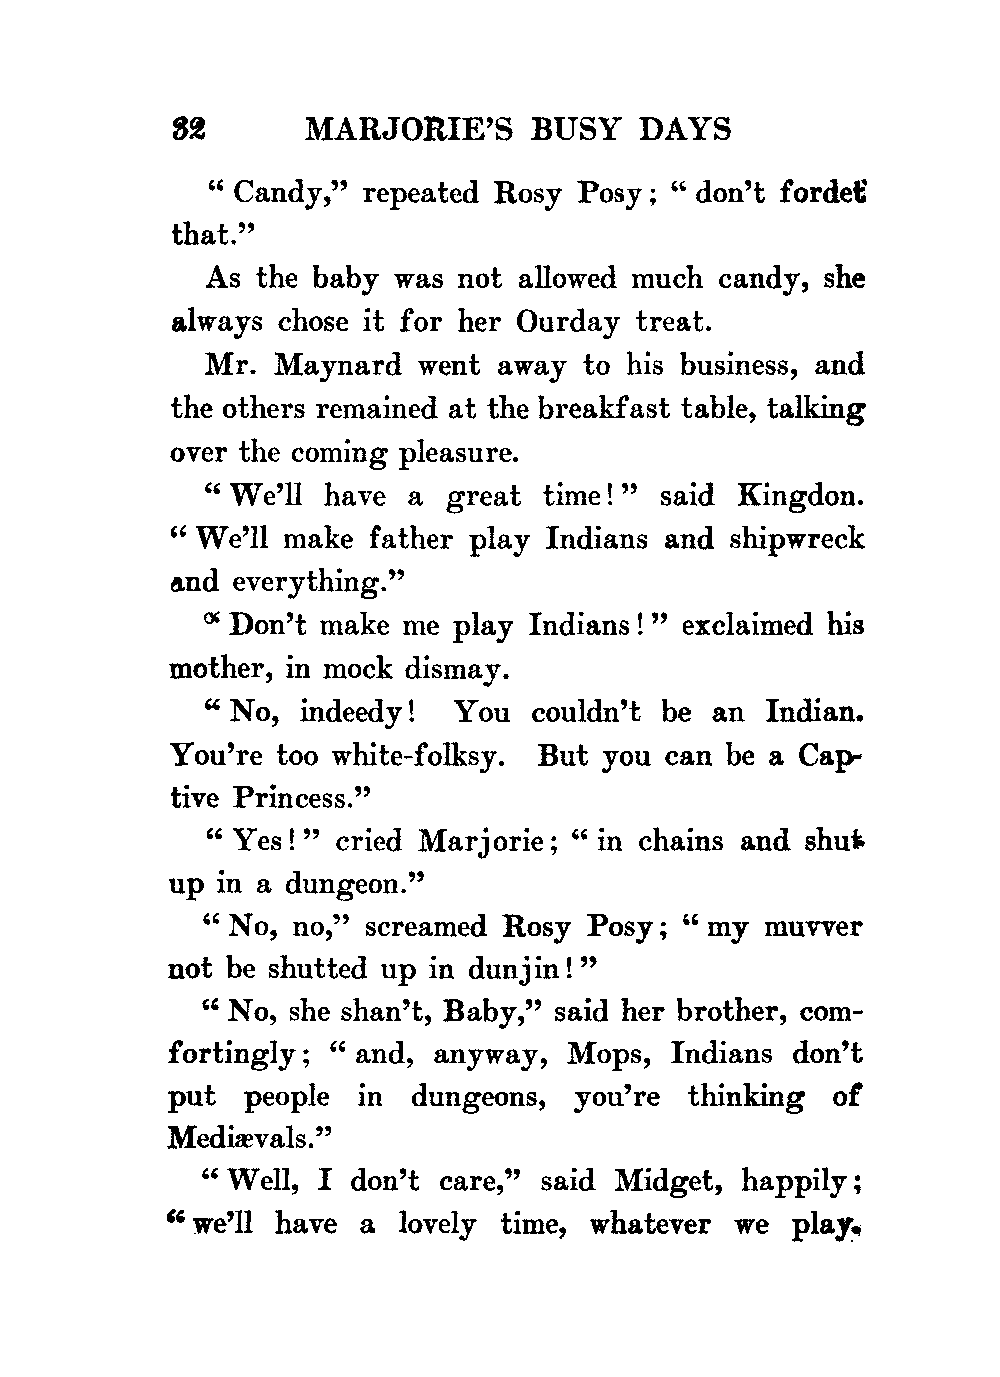 32 MARJORIE'S BUSY DAYS
" Candy," repeated Rosy Posy; " don't fordet
that."
As the baby was not allowed much candy, she
always chose it for her Ourday treat.
Mr. Maynard went away to his business, and
the others remained at the breakfast table, talking
over the coming pleasure.
" We'll have a great time!" said Kingdon.
" We'll make father play Indians and shipwreck
and everything."
" Don't make me play Indians!" exclaimed his
mother, in mock dismay.
" No, indeedy! You couldn't be an Indian.
You're too white-folksy. But you can be a Cap-
tive Princess."
" Yes!" cried Marjorie; " in chains and shut
up in a dungeon."
" No, no," screamed Rosy Posy; " my muvver
not be shutted up in dunjin!"
" No, she shan't, Baby," said her brother, com-
fortingly; " and, anyway, Mops, Indians don't
put people in dungeons, you're thinking of
Mediævals."
" Well, I don't care," said Midget, happily;
" we'll have a lovely time, whatever we play.